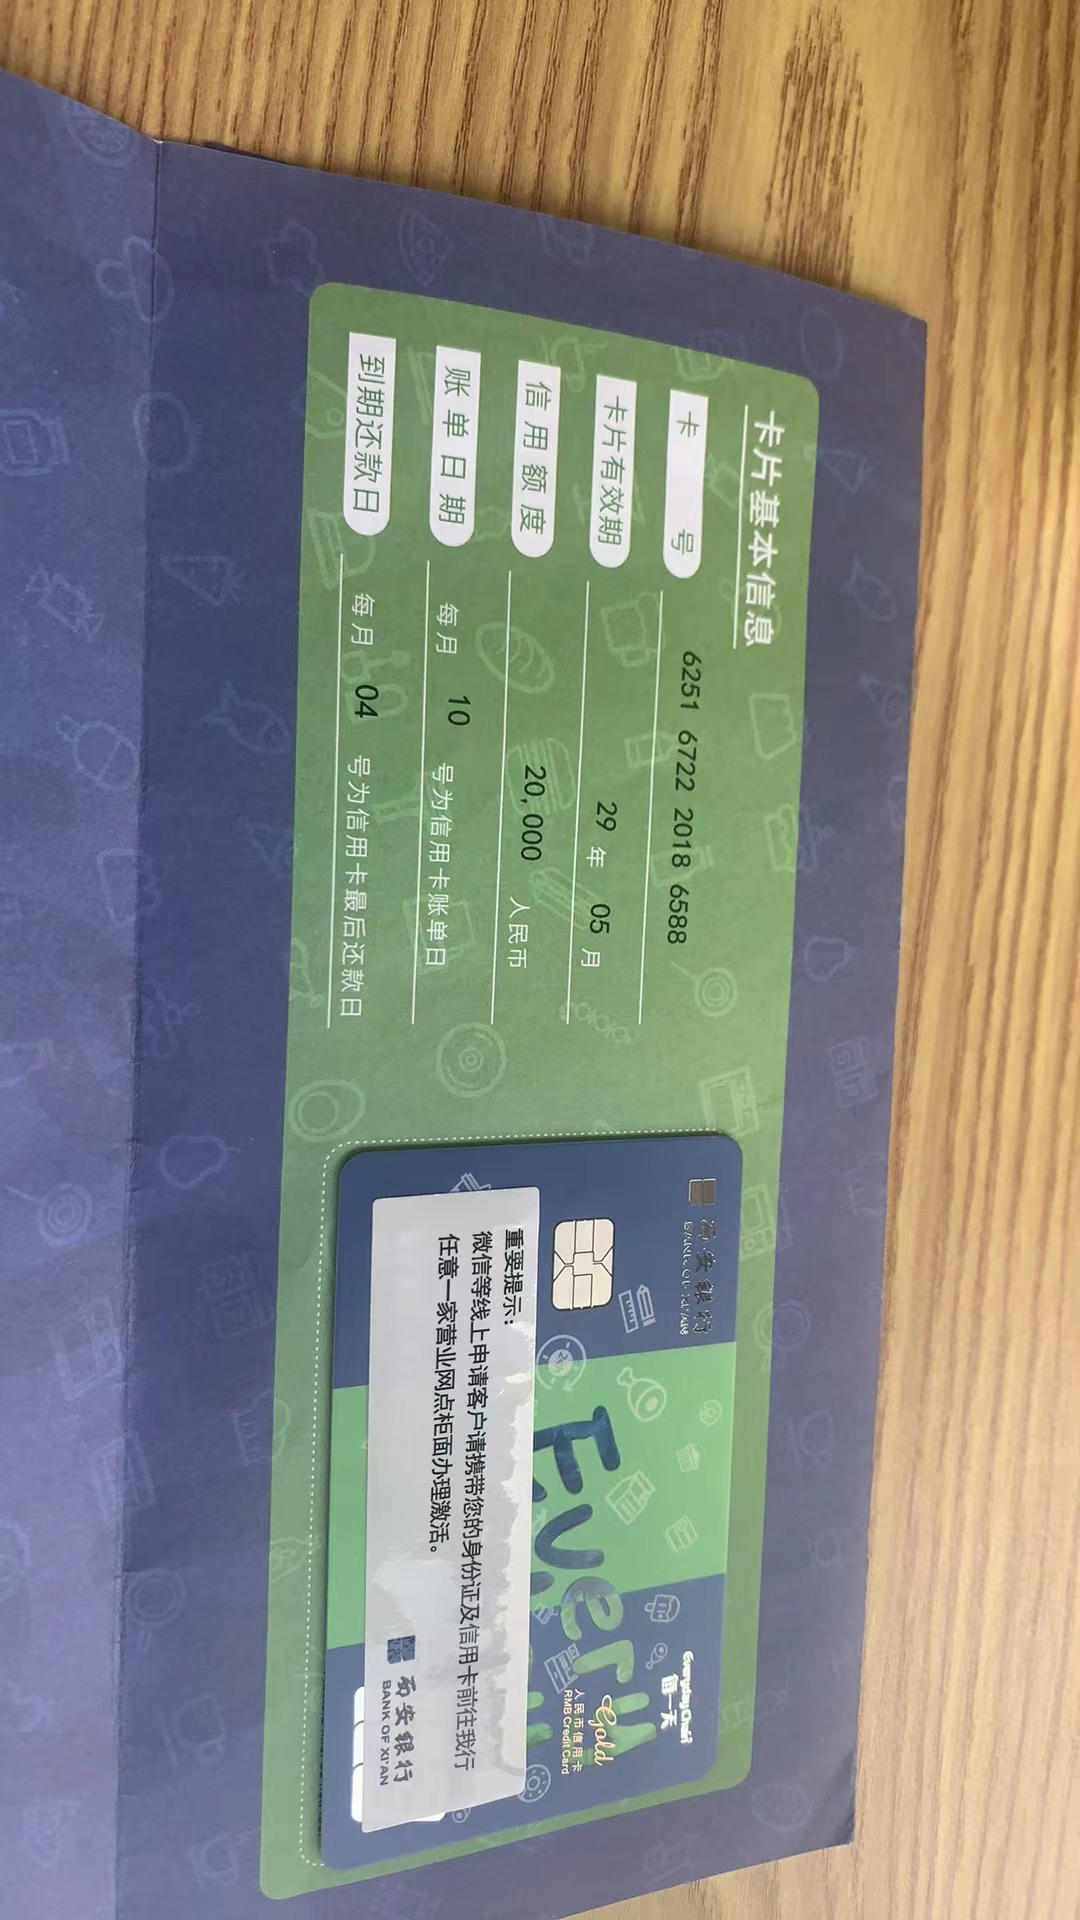 卡片基本信息
卡号 6251 6722 2018 6588
卡片有效期 29 年 05 月
信用额度 20,000 人民币
账单日期 每月 10 号为信用卡账单日
到期还款日 每月 04 号为信用卡最后还款日
西安银行
BANK OF XI'AN
Everyday Chain
每一天
Every
Gold
人民币信用卡
RMB Credit Card
重要提示：
微信等线上申请客户请携带您的身份证及信用卡前往我行
任意一家营业网点柜面办理激活。
西安银行
BANK OF XI'AN